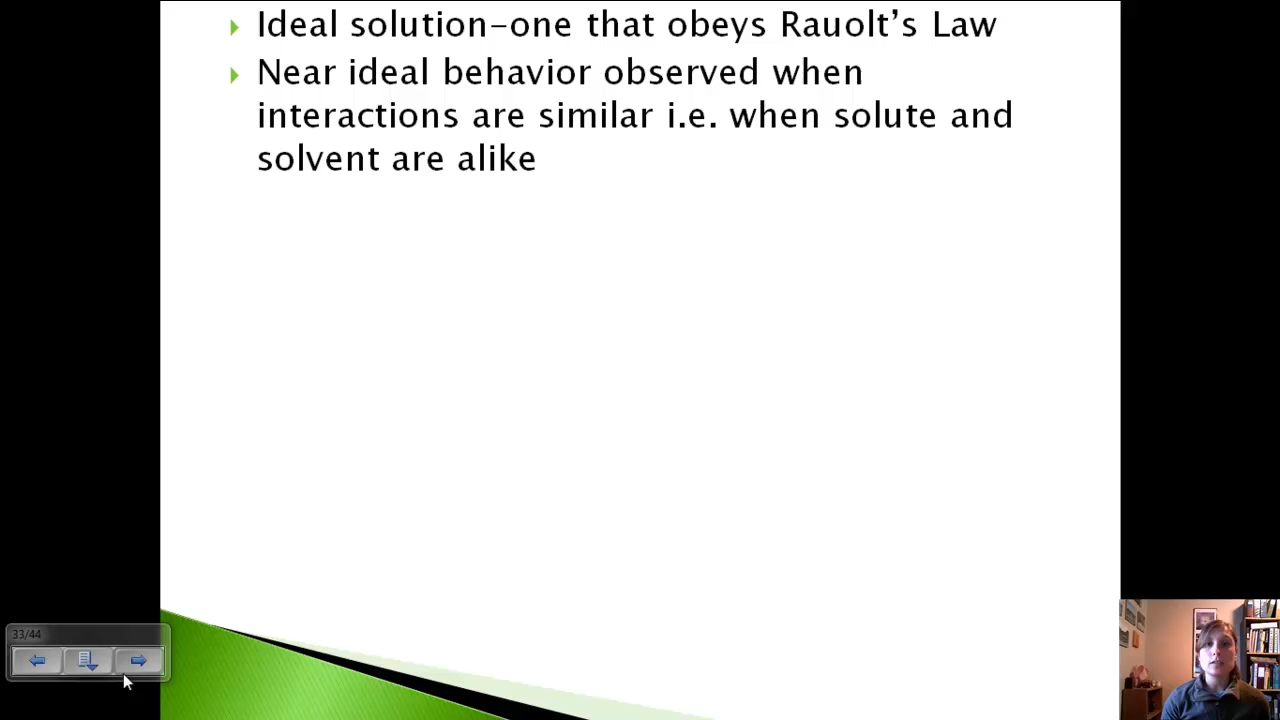 Ideal solution-one that obeys Rauolt's Law
Near ideal behavior observed when
interactions are similar i.e. when solute and
solvent are alike
33/44